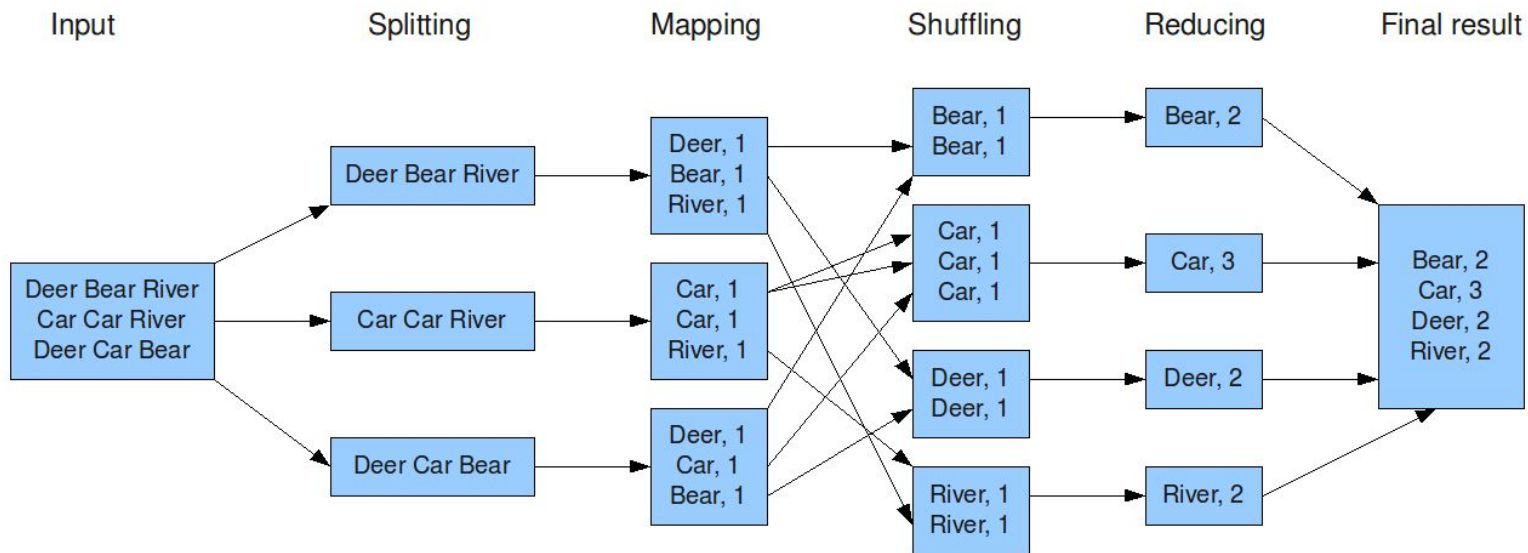 Input
Splitting
Mapping
Shuffling
Reducing
Final result
Deer Bear River
Car Car River
Deer Car Bear
Deer Bear River
Car Car River
Deer Car Bear
Deer, 1
Bear, 1
River, 1
Car, 1
Car, 1
River, 1
Deer, 1
Car, 1
Bear, 1
Bear, 1
Bear, 1
Car, 1
Car, 1
Car, 1
Deer, 1
Deer, 1
River, 1
River, 1
Bear, 2
Car, 3
Deer, 2
River, 2
Bear, 2
Car, 3
Deer, 2
River, 2